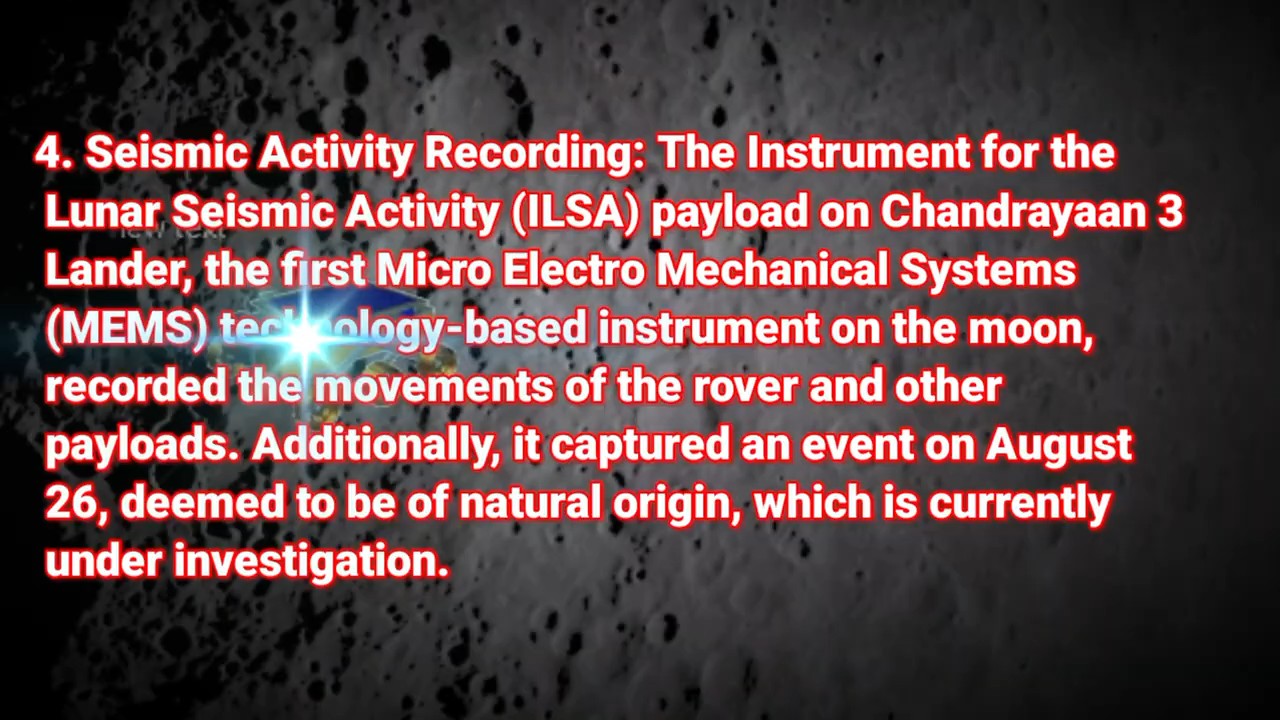 4. Seismic Activity Recording: The Instrument for the
Lunar Seismic Activity (ILSA) payload on Chandrayaan 3
Lander, the first Micro Electro Mechanical Systems
(MEMS) technology-based instrument on the moon,
recorded the movements of the rover and other
payloads. Additionally, it captured an event on August
26, deemed to be of natural origin, which is currently
under investigation.